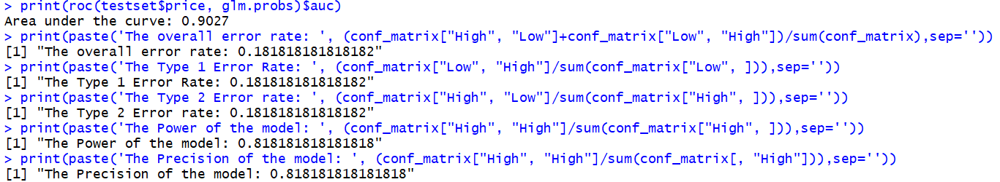 > print(roc(testset$price, glm.probs)$auc)
Area under the curve: 0.9027
> print(paste('The overall error rate: ', (conf_matrix["High", "Low"]+conf_matrix["Low", "High"])/sum(conf_matrix),sep=''))
[1] "The overall error rate: 0.181818181818182"
> print(paste('The Type 1 Error Rate: ', (conf_matrix["Low", "High"]/sum(conf_matrix["Low", ])),sep=''))
[1] "The Type 1 Error Rate: 0.181818181818182"
> print(paste('The Type 2 Error rate: ', (conf_matrix["High", "Low"]/sum(conf_matrix["High", ])),sep=''))
[1] "The Type 2 Error rate: 0.181818181818182"
> print(paste('The Power of the model: ', (conf_matrix["High", "High"]/sum(conf_matrix["High", ])),sep=''))
[1] "The Power of the model: 0.818181818181818"
> print(paste('The Precision of the model: ', (conf_matrix["High", "High"]/sum(conf_matrix[, "High"])),sep=''))
[1] "The Precision of the model: 0.818181818181818"